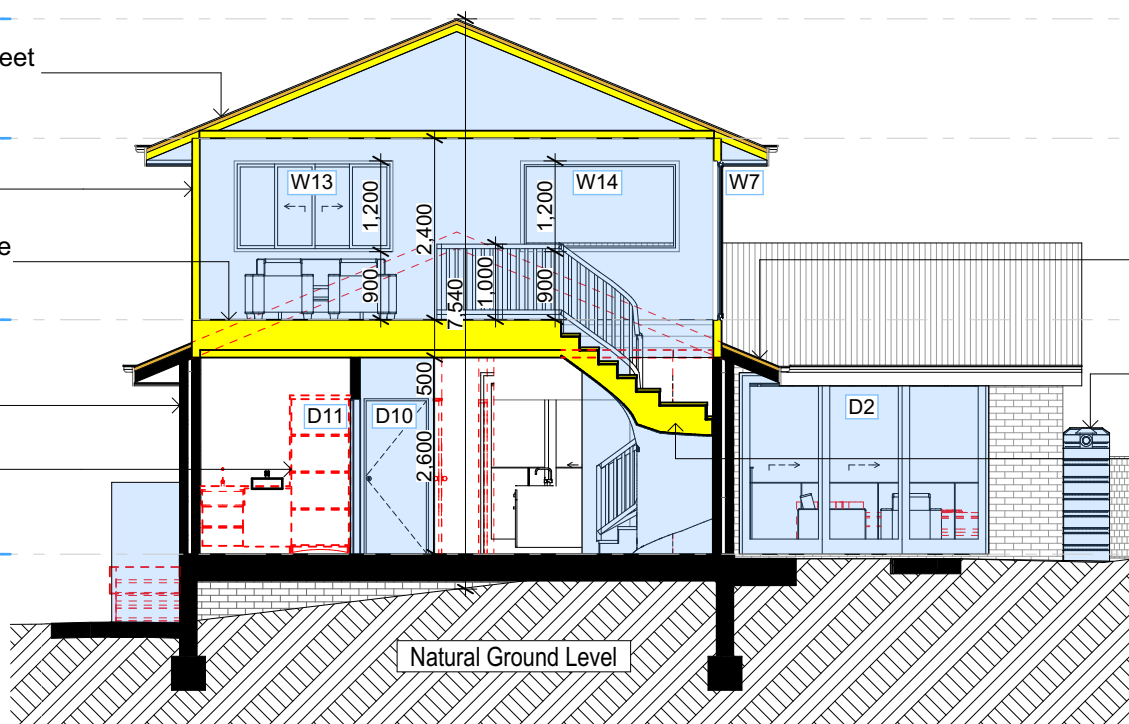 eet
W13
W14
W7
1,200
2,400
1,200
e
900
7,540
1,000
900
D11
D10
500
2,600
D2
Natural Ground Level